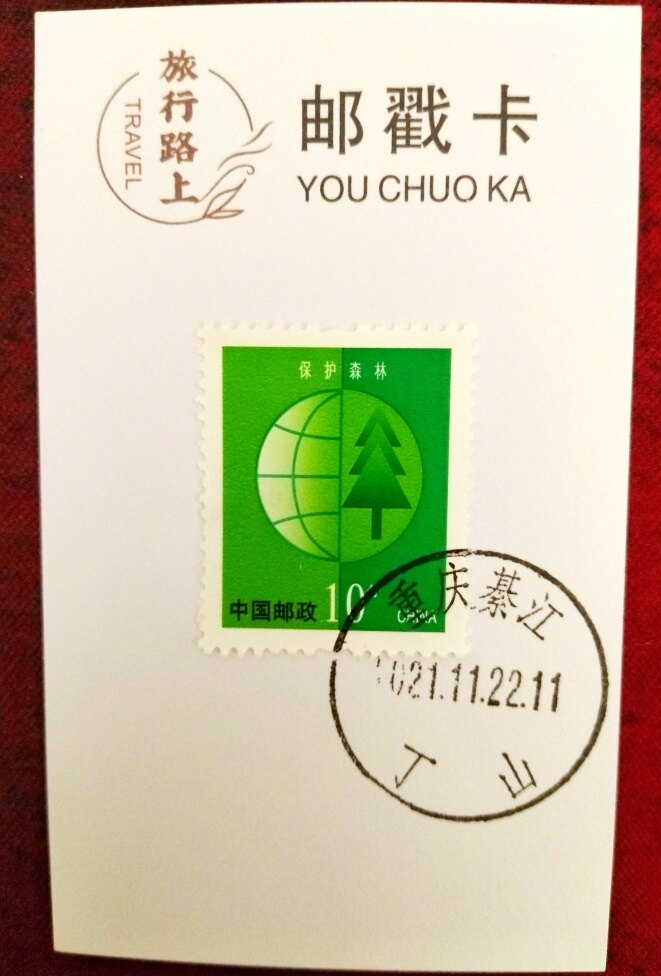 旅行路上
TRAVEL
邮戳卡
YOU CHUO KA
保护森林
中国邮政 10 CHINA
重庆綦江
2021.11.22.11
丁山